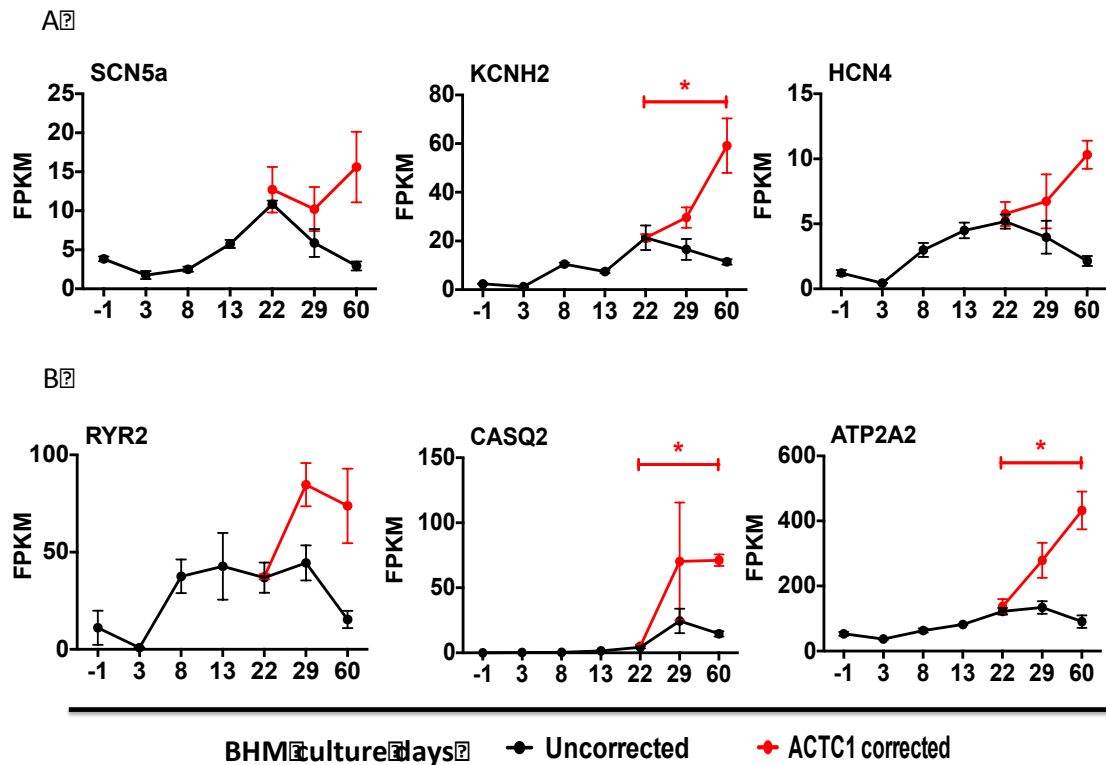 A⍰
SCN5a
KCNH2
HCN4
25
20
15
10
5
0
FPKM
-1 3 8 13 22 29 60
80
60
40
20
0
FPKM
*
-1 3 8 13 22 29 60
15
10
5
0
FPKM
-1 3 8 13 22 29 60
B⍰
RYR2
CASQ2
ATP2A2
100
50
0
FPKM
-1 3 8 13 22 29 60
150
100
50
0
FPKM
*
-1 3 8 13 22 29 60
600
400
200
0
FPKM
*
-1 3 8 13 22 29 60
BHM⍰culture⍰days⍰ Uncorrected ACTC1 corrected